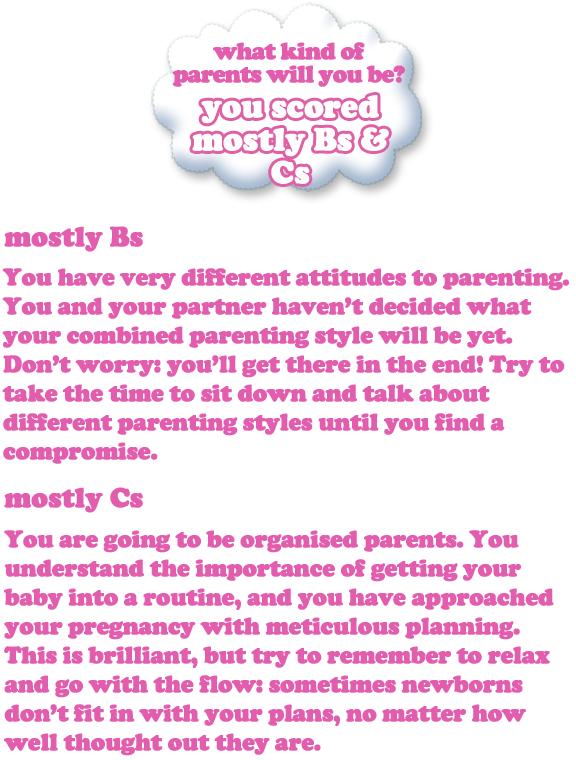 what kind of
parents will you be?
you scored
mostly Bs &
Cs
mostly Bs
You have very different attitudes to parenting.
You and your partner haven’t decided what
your combined parenting style will be yet.
Don’t worry: you’ll get there in the end! Try to
take the time to sit down and talk about
different parenting styles until you find a
compromise.
mostly Cs
You are going to be organised parents. You
understand the importance of getting your
baby into a routine, and you have approached
your pregnancy with meticulous planning.
This is brilliant, but try to remember to relax
and go with the flow: sometimes newborns
don’t fit in with your plans, no matter how
well thought out they are.